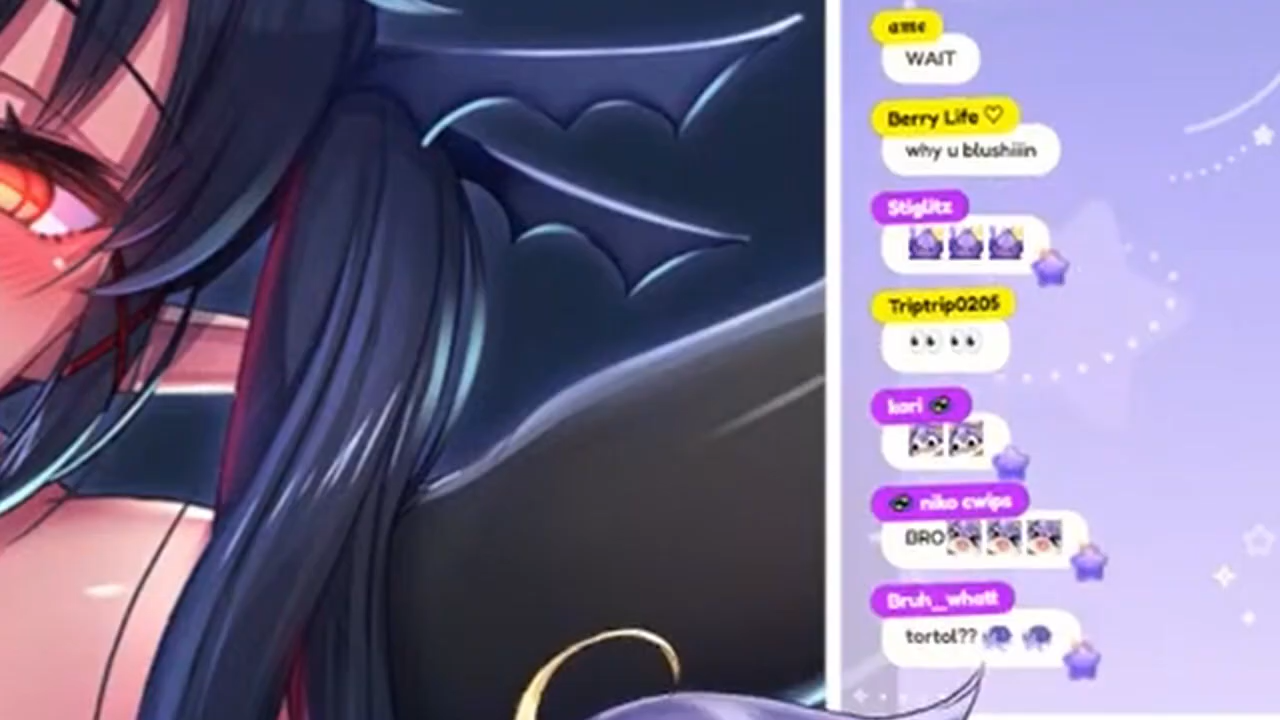 ame
WAIT
Berry Life ♡
why u blushiiin
Stiglitz
Triptrip0205
👀 👀
kori
niko cwips
BRO
Bruh_whatt
tortol??